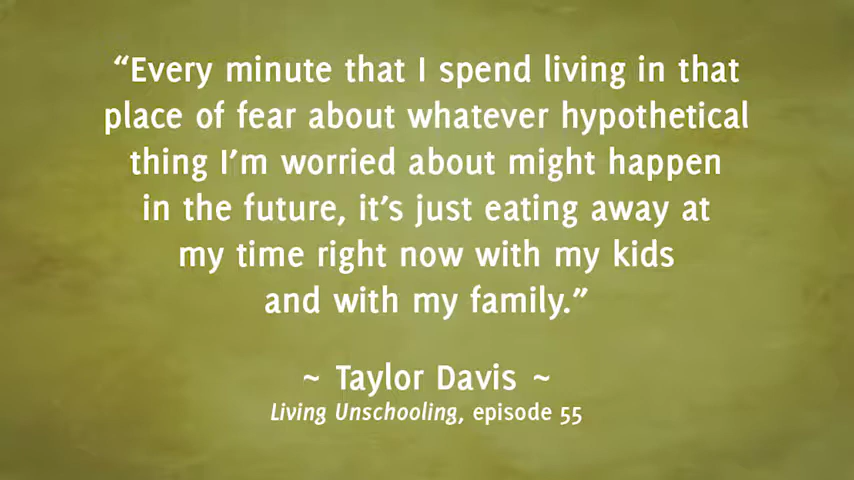 “Every minute that I spend living in that
place of fear about whatever hypothetical
thing I’m worried about might happen
in the future, it’s just eating away at
my time right now with my kids
and with my family.”
~ Taylor Davis ~
Living Unschooling, episode 55